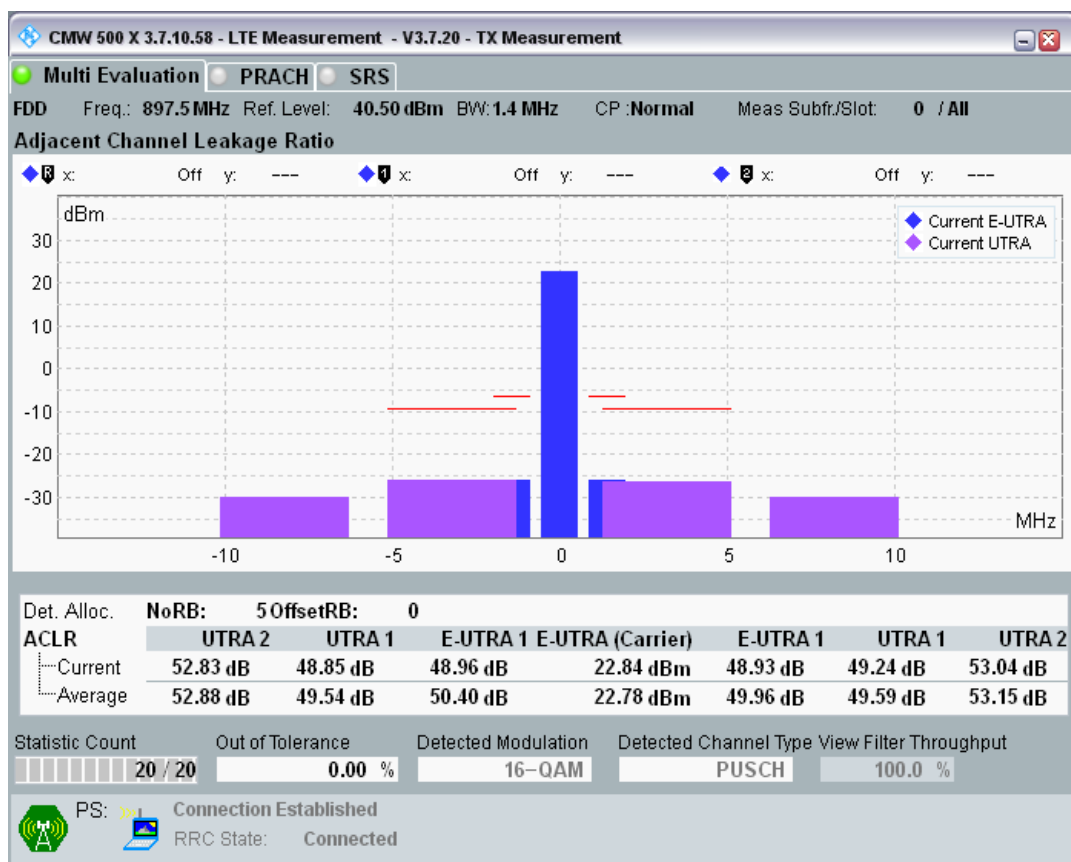 CMW 500 X 3.7.10.58 - LTE Measurement - V3.7.20 - TX Measurement
Multi Evaluation PRACH SRS
FDD Freq.: 897.5 MHz Ref. Level: 40.50 dBm BW: 1.4 MHz CP :Normal Meas Subfr./Slot: 0 / All
Adjacent Channel Leakage Ratio
R x: Off y: --- 1 x: Off y: --- 2 x: Off y: ---
dBm
Current E-UTRA
Current UTRA
30
20
10
0
-10
-20
-30
MHz
-10 -5 0 5 10
Det. Alloc. NoRB: 5 OffsetRB: 0
ACLR UTRA 2 UTRA 1 E-UTRA 1 E-UTRA (Carrier) E-UTRA 1 UTRA 1 UTRA 2
Current 52.83 dB 48.85 dB 48.96 dB 22.84 dBm 48.93 dB 49.24 dB 53.04 dB
Average 52.88 dB 49.54 dB 50.40 dB 22.78 dBm 49.96 dB 49.59 dB 53.15 dB
Statistic Count Out of Tolerance Detected Modulation Detected Channel Type View Filter Throughput
20 / 20 0.00 % 16-QAM PUSCH 100.0 %
PS: Connection Established
RRC State: Connected